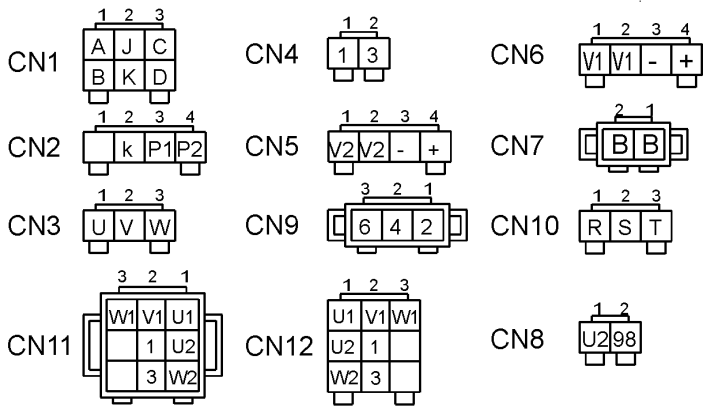 1 2 3
CN1
A J C
B K D
1 2
CN4
1 3
1 2 3 4
CN6
V1 V1 - +
1 2 3 4
CN2
k P1 P2
1 2 3 4
CN5
V2 V2 - +
2 1
CN7
B B
1 2 3
CN3
U V W
3 2 1
CN9
6 4 2
1 2 3
CN10
R S T
3 2 1
CN11
W1 V1 U1
1 U2
3 W2
1 2 3
CN12
U1 V1 W1
U2 1
W2 3
1 2
CN8
U2 98